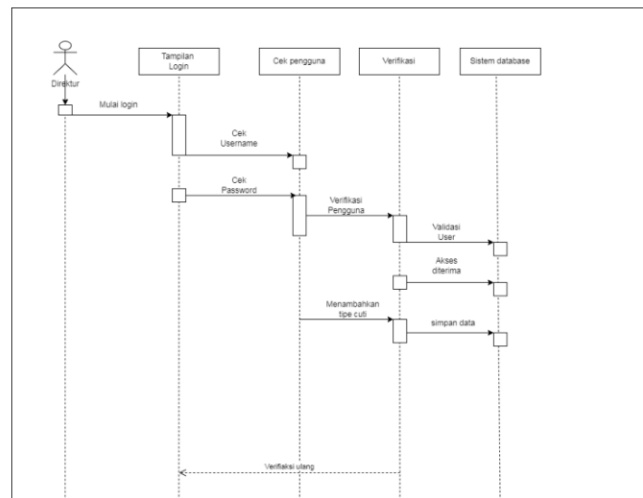 Tampilan
Login
Cek pengguna
Verifikasi
Sistem database
Direktur
Mulai login
Cek
Username
Cek
Password
Verifikasi
Pengguna
Validasi
User
Akses
diterima
Menambahkan
tipe cuti
simpan data
Verifiaksi ulang